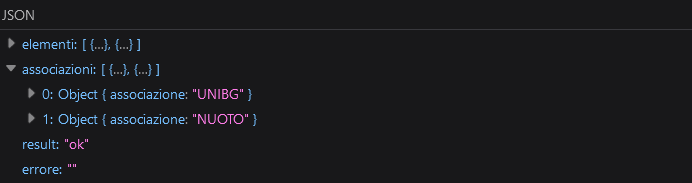 JSON
elementi: [ {…}, {…} ]
associazioni: [ {…}, {…} ]
0: Object { associazione: "UNIBG" }
1: Object { associazione: "NUOTO" }
result: "ok"
errore: ""